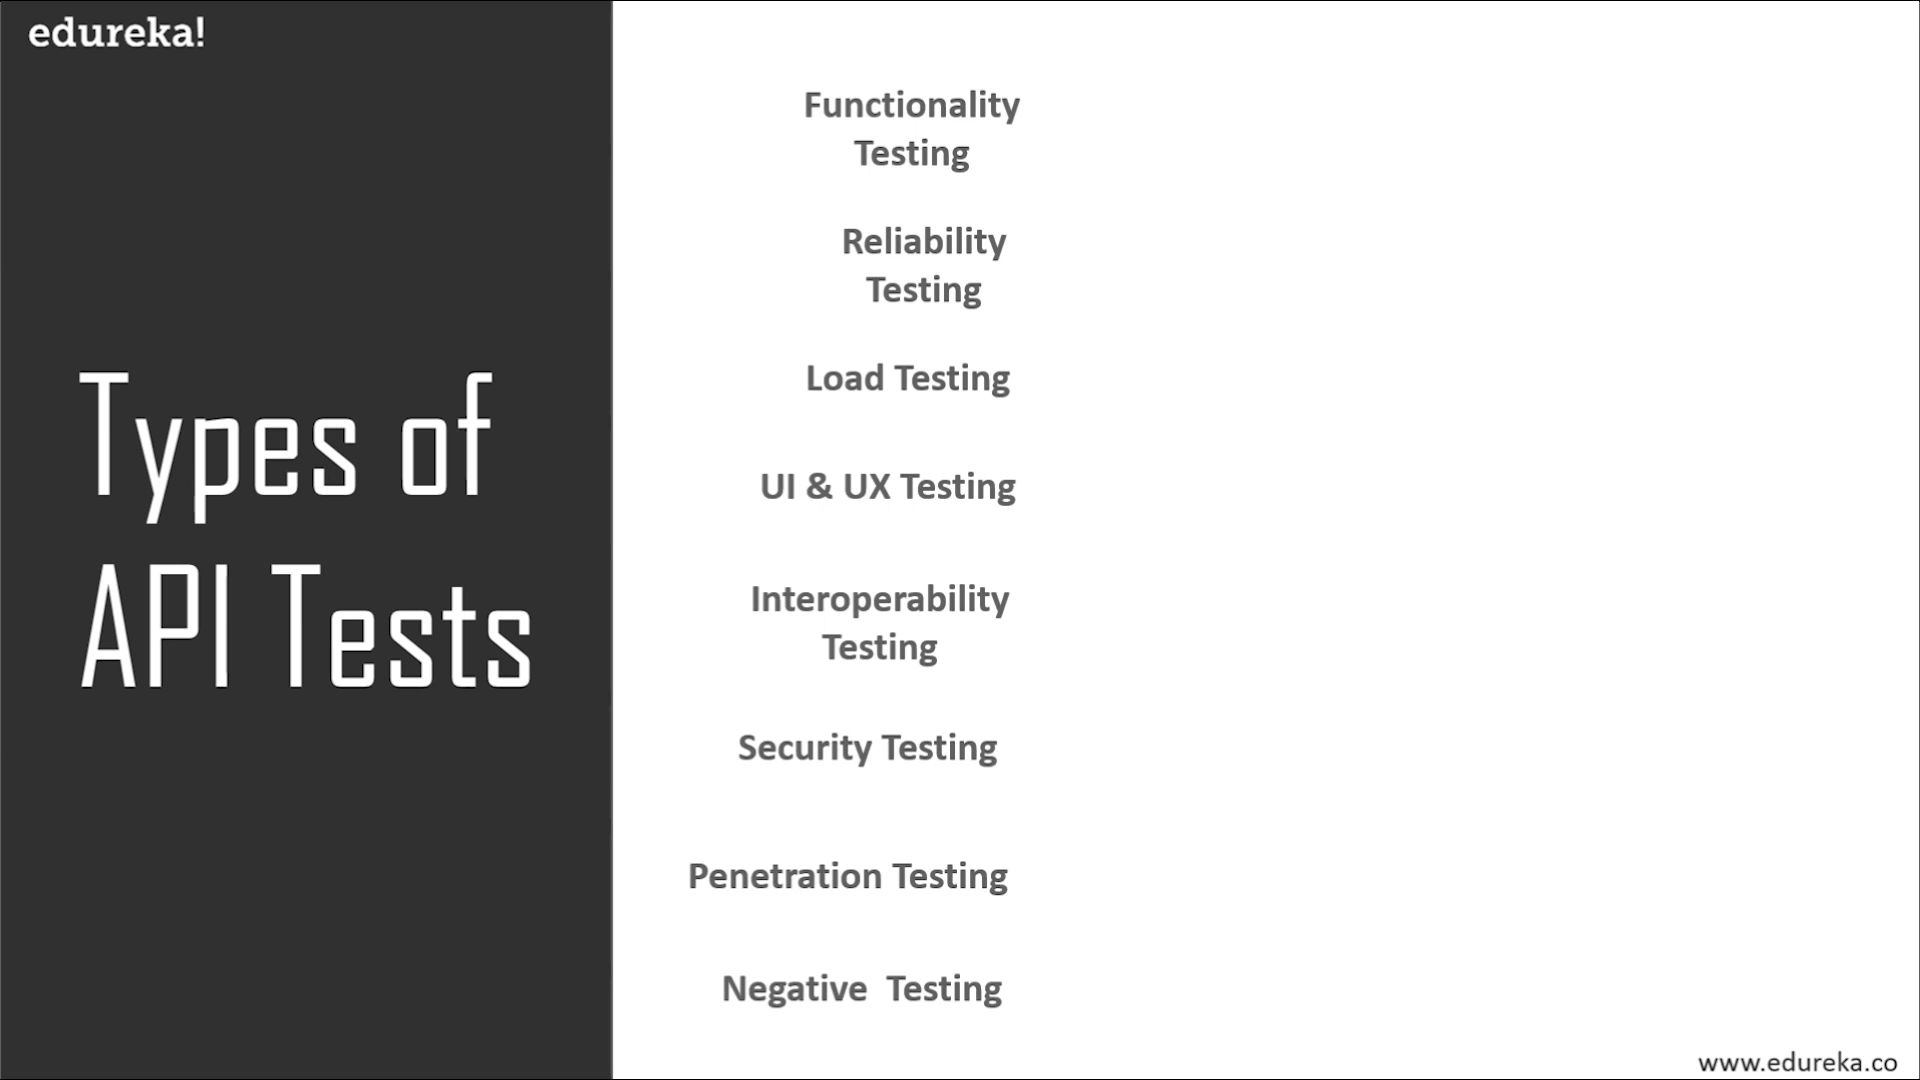 edureka!
Types of
API Tests
Functionality
Testing
Reliability
Testing
Load Testing
UI & UX Testing
Interoperability
Testing
Security Testing
Penetration Testing
Negative  Testing
www.edureka.co